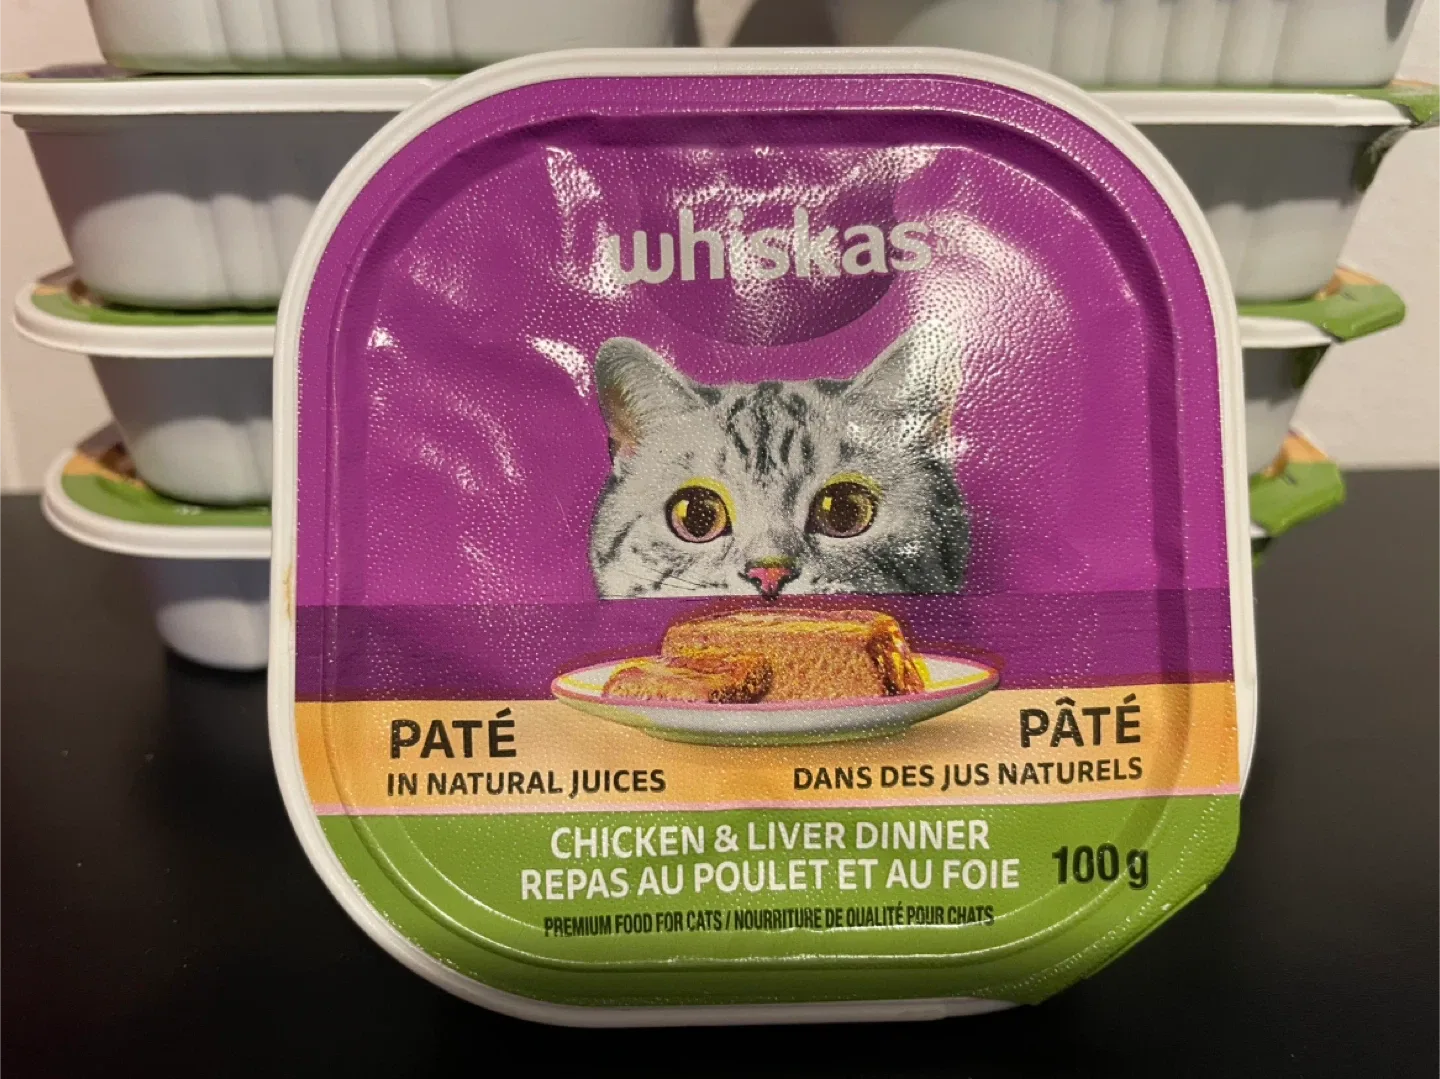 whiskas
PATÉ
IN NATURAL JUICES
PÂTÉ
DANS DES JUS NATURELS
CHICKEN & LIVER DINNER
REPAS AU POULET ET AU FOIE
100 g
PREMIUM FOOD FOR CATS / NOURRITURE DE QUALITÉ POUR CHATS